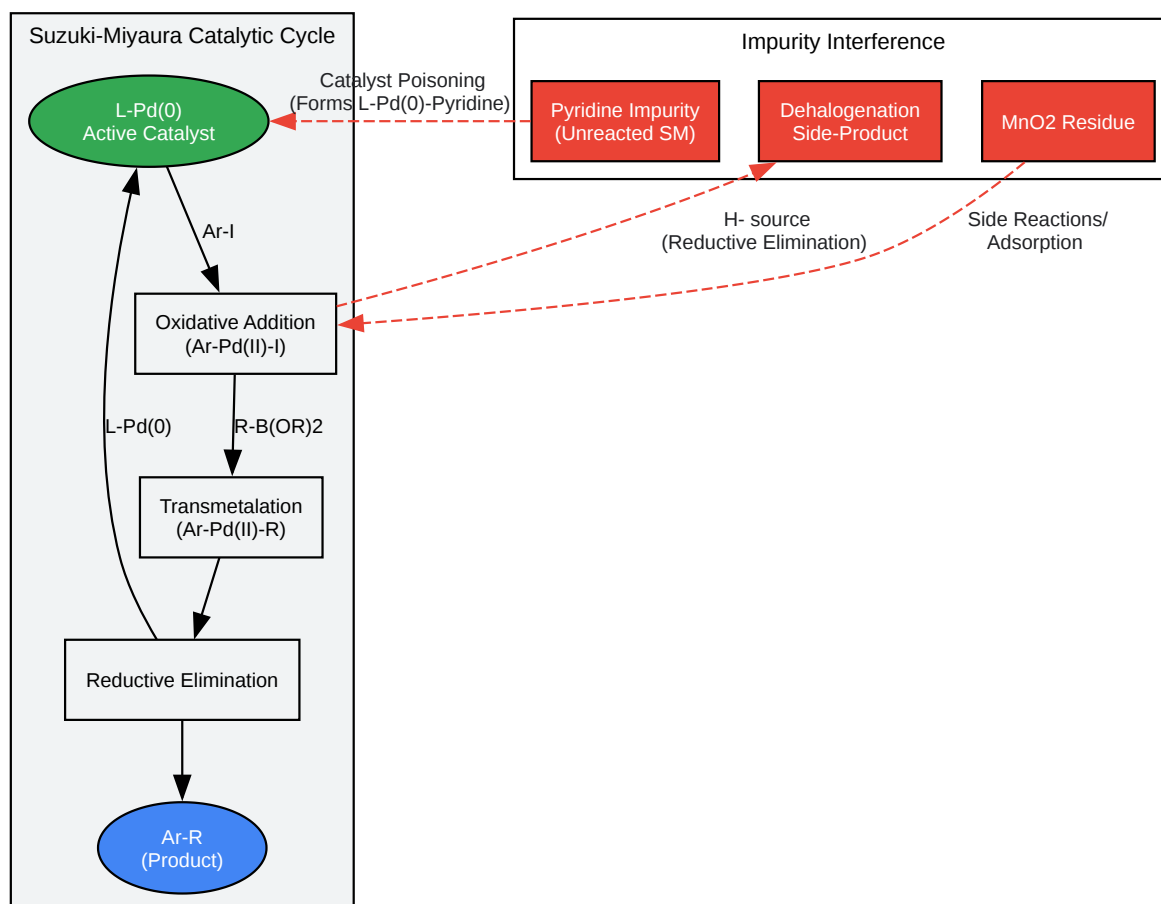 Suzuki-Miyaura Catalytic Cycle
Impurity Interference
L-Pd(0)
Active Catalyst
Catalyst Poisoning
(Forms L-Pd(0)-Pyridine)
Pyridine Impurity
(Unreacted SM)
Dehalogenation
Side-Product
MnO2 Residue
Ar-I
H- source
(Reductive Elimination)
Side Reactions/
Adsorption
Oxidative Addition
(Ar-Pd(II)-I)
L-Pd(0)
R-B(OR)2
Transmetalation
(Ar-Pd(II)-R)
Reductive Elimination
Ar-R
(Product)